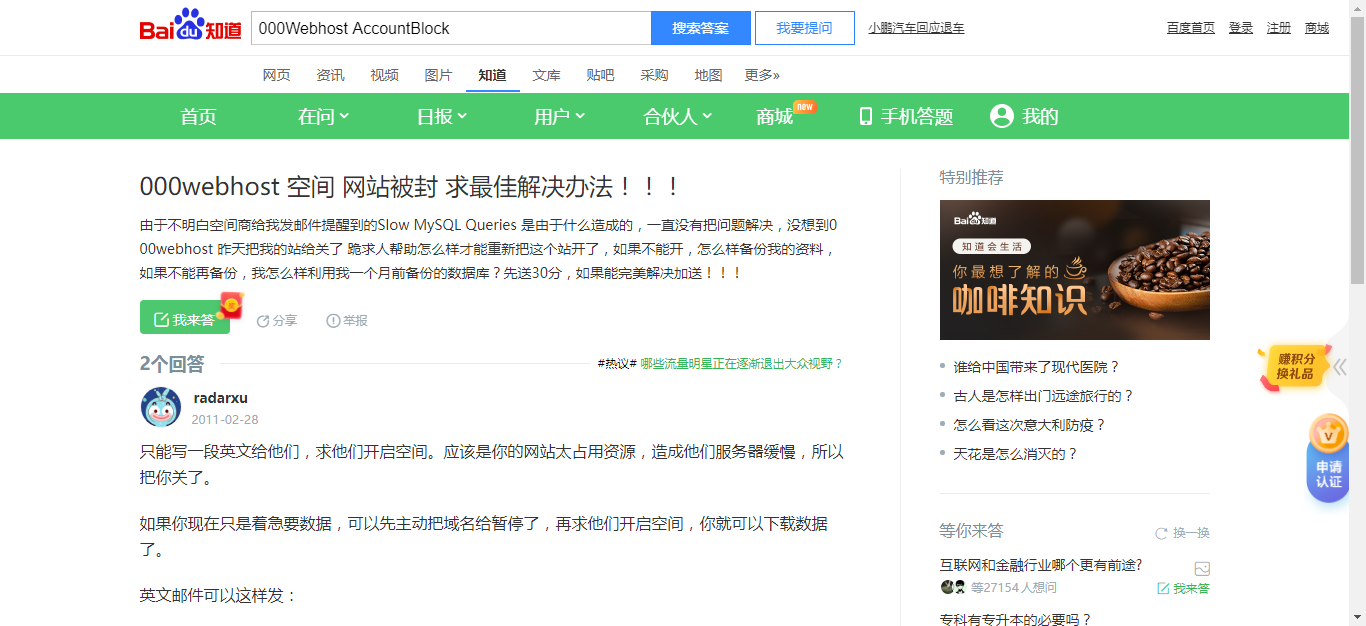 Bai du 知道
000Webhost AccountBlock
搜索答案
我要提问
小鹏汽车回应退车
百度首页 登录 注册 商城
网页 资讯 视频 图片 知道 文库 贴吧 采购 地图 更多»
首页 在问 日报 用户 合伙人 商城 new 手机答题 我的
000webhost 空间 网站被封 求最佳解决办法！！！
由于不明白空间商给我发邮件提醒到的Slow MySQL Queries 是由于什么造成的，一直没有把问题解决，没想到0
00webhost 昨天把我的站给关了 跪求人帮助怎么样才能重新把这个站开了，如果不能开，怎么样备份我的资料，
如果不能再备份，我怎么样利用我一个月前备份的数据库？先送30分，如果能完美解决加送！！！
我来答
分享
举报
2个回答
#热议# 哪些流量明星正在逐渐退出大众视野？
radarxu
2011-02-28
只能写一段英文给他们，求他们开启空间。应该是你的网站太占用资源，造成他们服务器缓慢，所以
把你关了。
如果你现在只是着急要数据，可以先主动把域名给暂停了，再求他们开启空间，你就可以下载数据
了。
英文邮件可以这样发：
特别推荐
Bai du 知道
知道会生活
你最想了解的
咖啡知识
谁给中国带来了现代医院？
古人是怎样出门远途旅行的？
怎么看这次意大利防疫？
天花是怎么消灭的？
等你来答
换一换
互联网和金融行业哪个更有前途?
等27154人想问
我来答
专科有专升本的必要吗？
赚积分
换礼品
申请
认证